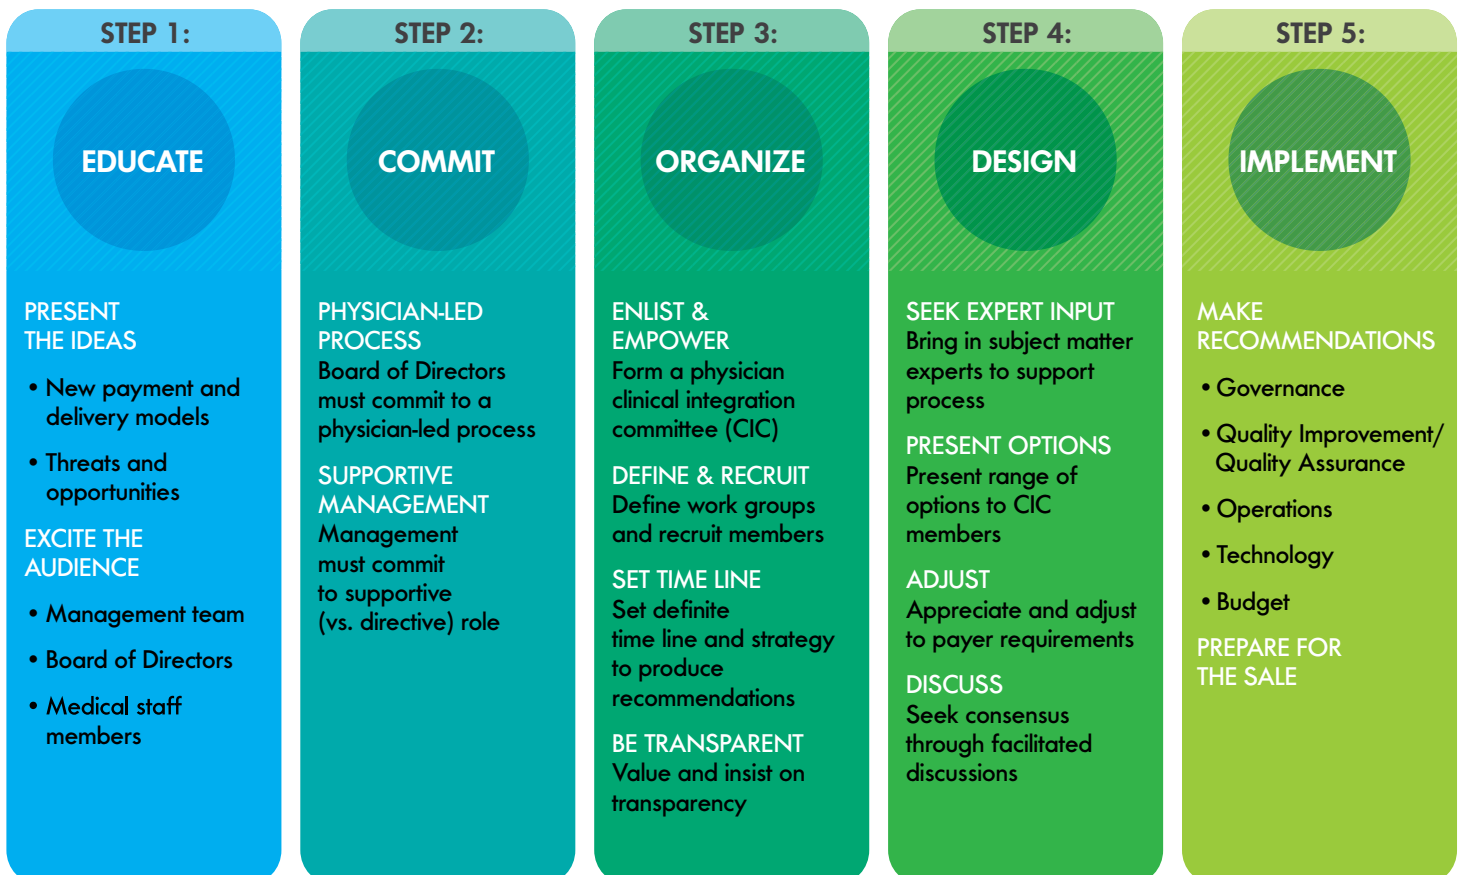 STEP 1:
EDUCATE
PRESENT
THE IDEAS
• New payment and
delivery models
• Threats and
opportunities
EXCITE THE
AUDIENCE
• Management team
• Board of Directors
• Medical staff
members
STEP 2:
COMMIT
PHYSICIAN-LED
PROCESS
Board of Directors
must commit to a
physician-led process
SUPPORTIVE
MANAGEMENT
Management
must commit
to supportive
(vs. directive) role
STEP 3:
ORGANIZE
ENLIST &
EMPOWER
Form a physician
clinical integration
committee (CIC)
DEFINE & RECRUIT
Define work groups
and recruit members
SET TIME LINE
Set definite
time line and strategy
to produce
recommendations
BE TRANSPARENT
Value and insist on
transparency
STEP 4:
DESIGN
SEEK EXPERT INPUT
Bring in subject matter
experts to support
process
PRESENT OPTIONS
Present range of
options to CIC
members
ADJUST
Appreciate and adjust
to payer requirements
DISCUSS
Seek consensus
through facilitated
discussions
STEP 5:
IMPLEMENT
MAKE
RECOMMENDATIONS
• Governance
• Quality Improvement/
Quality Assurance
• Operations
• Technology
• Budget
PREPARE FOR
THE SALE